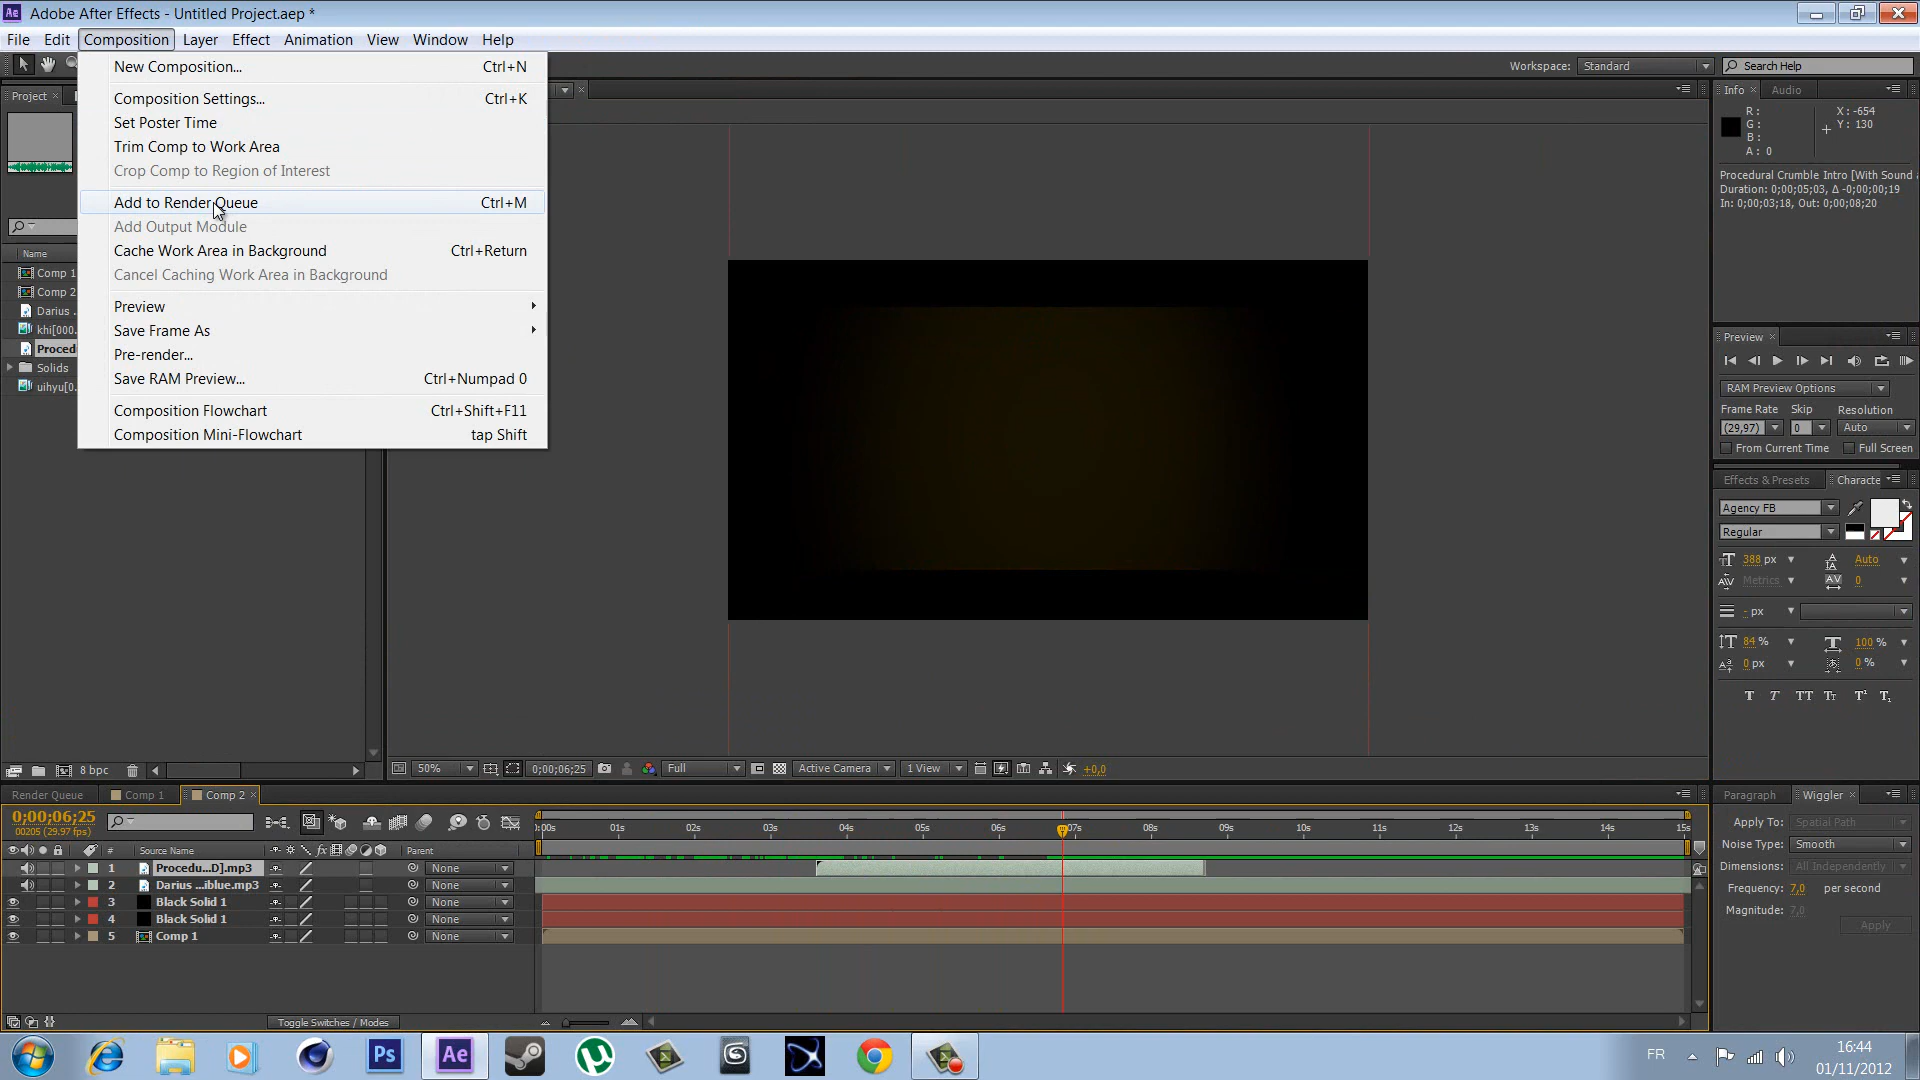 Adobe After Effects - Untitled Project.aep *
File Edit Composition Layer Effect Animation View Window Help
New Composition... Ctrl+N
Composition Settings... Ctrl+K
Set Poster Time
Trim Comp to Work Area
Crop Comp to Region of Interest
Add to Render Queue Ctrl+M
Add Output Module
Cache Work Area in Background Ctrl+Return
Cancel Caching Work Area in Background
Preview
Save Frame As
Pre-render...
Save RAM Preview... Ctrl+Numpad 0
Composition Flowchart Ctrl+Shift+F11
Composition Mini-Flowchart tap Shift
Workspace: Standard
Search Help
Project
Name
Comp 1
Comp 2
Darius
khi[000.
Proced
Solids
uihyu[0.
8 bpc
Info Audio
R: X: -654
G: Y: 130
B:
A: 0
Procedural Crumble Intro [With Sound
Duration: 0;00;05;03, Δ -0;00;00;19
In: 0;00;03;18, Out: 0;00;08;20
Preview
RAM Preview Options
Frame Rate Skip Resolution
(29,97) 0 Auto
From Current Time Full Screen
Effects & Presets Characte
Agency FB
Regular
388 px Auto
Metrics 0
- px
84 % 100 %
0 px 0 %
50% 0;00;06;25 Full Active Camera 1 View +0,0
Render Queue Comp 1 Comp 2
0;00;06;25
00205 (29.97 fps)
:00s 01s 02s 03s 04s 05s 06s 07s 08s 09s 10s 11s 12s 13s 14s 15s
# Source Name Parent
1 Procedu...D].mp3 None
2 Darius ...iblue.mp3 None
3 Black Solid 1 None
4 Black Solid 1 None
5 Comp 1 None
Toggle Switches / Modes
Paragraph Wiggler
Apply To: Spatial Path
Noise Type: Smooth
Dimensions: All Independently
Frequency: 7,0 per second
Magnitude: 7,0
Apply
Ps Ae
FR
16:44
01/11/2012